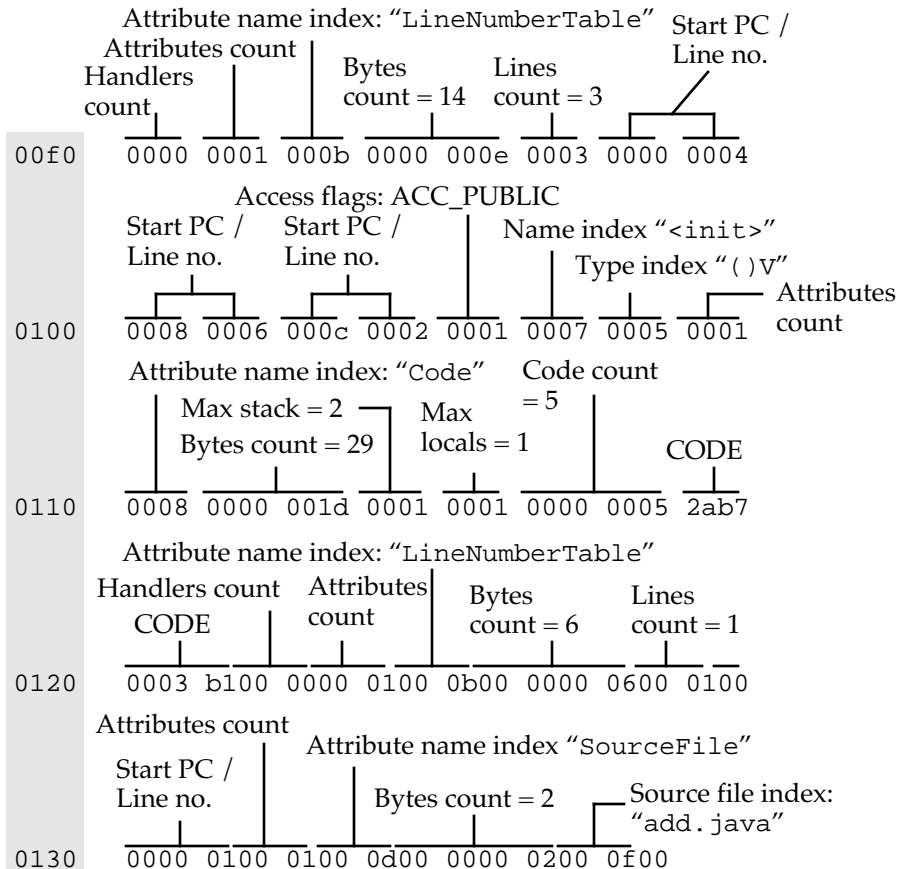 Attribute name index: “LineNumberTable”
Attributes count
Start PC /
Line no.
Handlers
count
Bytes
count = 14
Lines
count = 3
00f0 0000 0001 000b 0000 000e 0003 0000 0004
Access flags: ACC_PUBLIC
Start PC /
Line no.
Start PC /
Line no.
Name index “<init>”
Type index “()V”
Attributes
count
0100 0008 0006 000c 0002 0001 0007 0005 0001
Attribute name index: “Code”
Code count
= 5
Max stack = 2
Bytes count = 29
Max
locals = 1
CODE
0110 0008 0000 001d 0001 0001 0000 0005 2ab7
Attribute name index: “LineNumberTable”
Handlers count
Attributes
count
Bytes
count = 6
Lines
count = 1
CODE
0120 0003 b100 0000 0100 0b00 0000 0600 0100
Attributes count
Attribute name index “SourceFile”
Start PC /
Line no.
Bytes count = 2
Source file index:
“add.java”
0130 0000 0100 0100 0d00 0000 0200 0f00